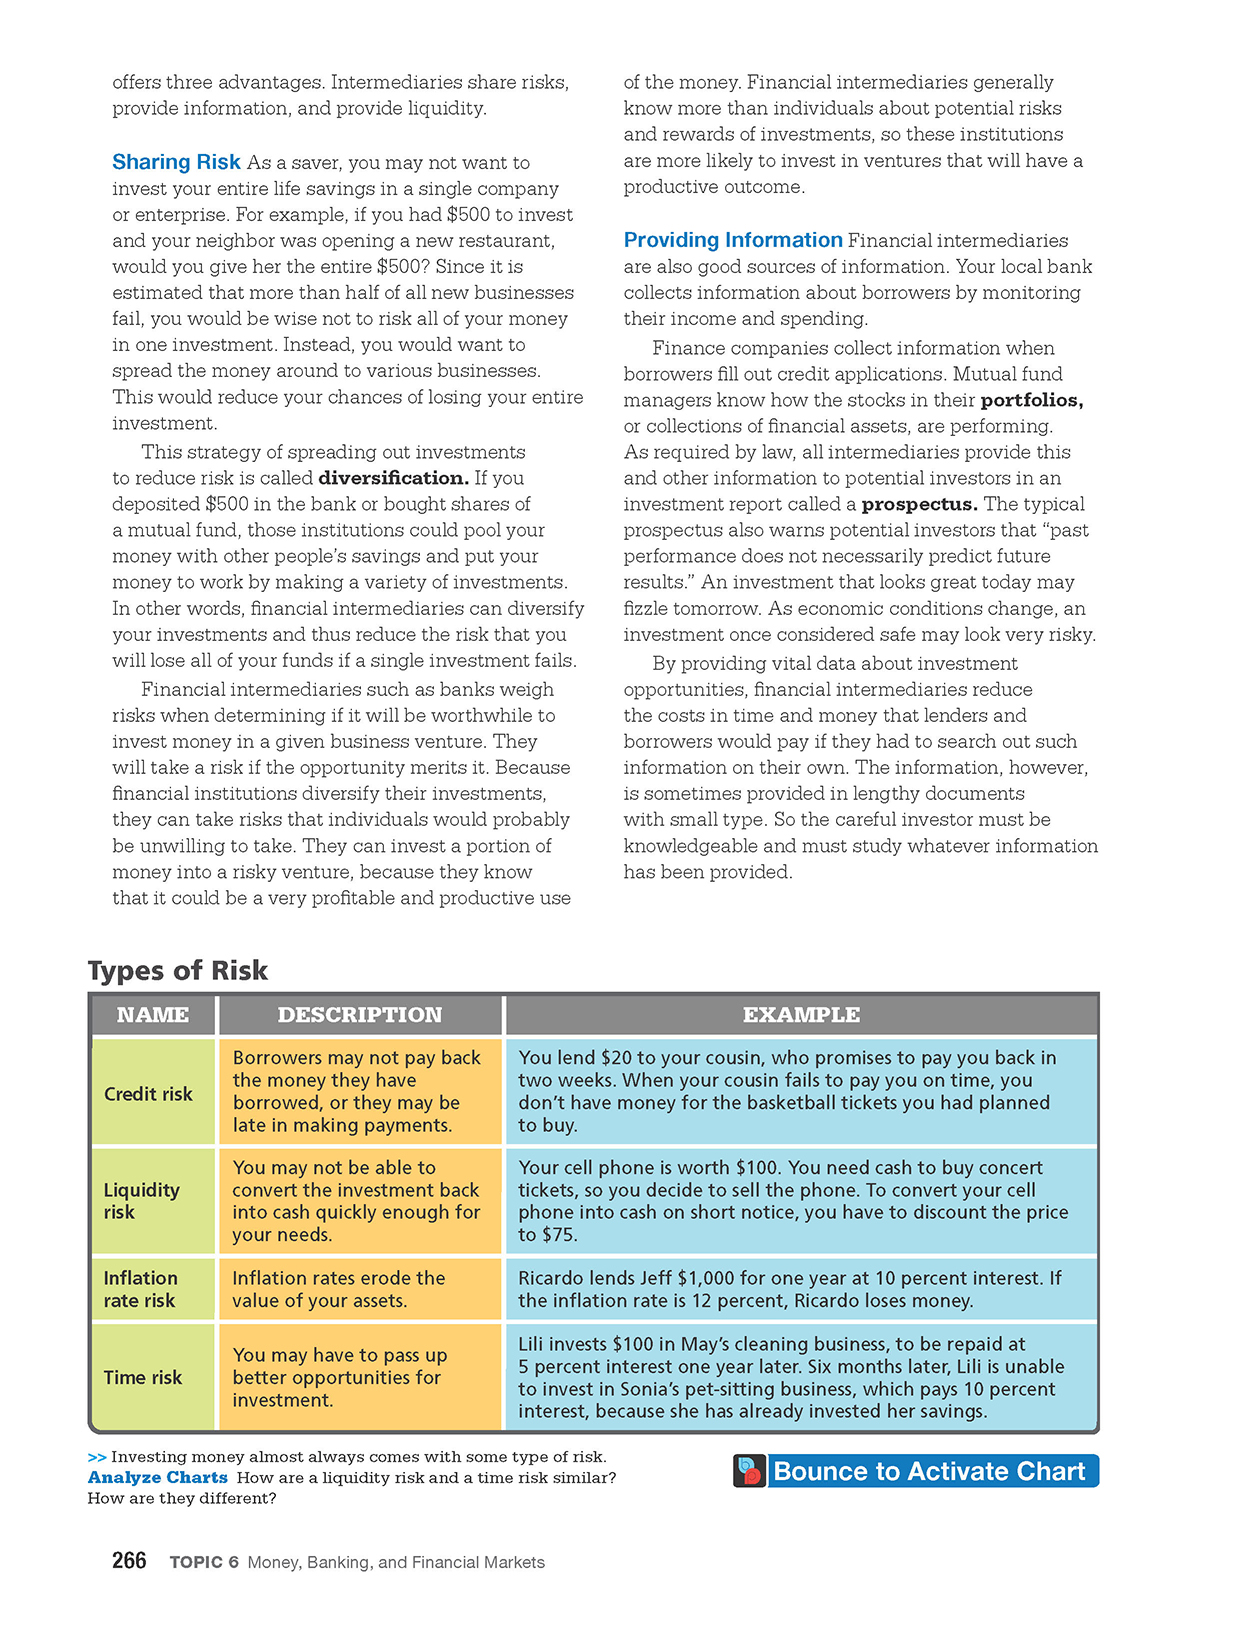 offers three advantages. Intermediaries share risks,
provide information, and provide liquidity.
Sharing Risk As a saver, you may not want to
invest your entire life savings in a single company
or enterprise. For example, if you had $500 to invest
and your neighbor was opening a new restaurant,
would you give her the entire $500? Since it is
estimated that more than half of all new businesses
fail, you would be wise not to risk all of your money
in one investment. Instead, you would want to
spread the money around to various businesses.
This would reduce your chances of losing your entire
investment.
This strategy of spreading out investments
to reduce risk is called diversification. If you
deposited $500 in the bank or bought shares of
a mutual fund, those institutions could pool your
money with other people's savings and put your
money to work by making a variety of investments.
In other words, financial intermediaries can diversify
your investments and thus reduce the risk that you
will lose all of your funds if a single investment fails.
Financial intermediaries such as banks weigh
risks when determining if it will be worthwhile to
invest money in a given business venture. They
will take a risk if the opportunity merits it. Because
financial institutions diversify their investments,
they can take risks that individuals would probably
be unwilling to take. They can invest a portion of
money into a risky venture, because they know
that it could be a very profitable and productive use
of the money. Financial intermediaries generally
know more than individuals about potential risks
and rewards of investments, so these institutions
are more likely to invest in ventures that will have a
productive outcome.
Providing Information Financial intermediaries
are also good sources of information. Your local bank
collects information about borrowers by monitoring
their income and spending.
Finance companies collect information when
borrowers fill out credit applications. Mutual fund
managers know how the stocks in their portfolios,
or collections of financial assets, are performing.
As required by law, all intermediaries provide this
and other information to potential investors in an
investment report called a prospectus. The typical
prospectus also warns potential investors that “past
performance does not necessarily predict future
results.” An investment that looks great today may
fizzle tomorrow. As economic conditions change, an
investment once considered safe may look very risky.
By providing vital data about investment
opportunities, financial intermediaries reduce
the costs in time and money that lenders and
borrowers would pay if they had to search out such
information on their own. The information, however,
is sometimes provided in lengthy documents
with small type. So the careful investor must be
knowledgeable and must study whatever information
has been provided.
Types of Risk
NAME
DESCRIPTION
EXAMPLE
Credit risk
Borrowers may not pay back
the money they have
borrowed, or they may be
late in making payments.
You lend $20 to your cousin, who promises to pay you back in
two weeks. When your cousin fails to pay you on time, you
don't have money for the basketball tickets you had planned
to buy.
Liquidity
risk
You may not be able to
convert the investment back
into cash quickly enough for
your needs.
Your cell phone is worth $100. You need cash to buy concert
tickets, so you decide to sell the phone. To convert your cell
phone into cash on short notice, you have to discount the price
to $75.
Inflation
rate risk
Inflation rates erode the
value of your assets.
Ricardo lends Jeff $1,000 for one year at 10 percent interest. If
the inflation rate is 12 percent, Ricardo loses money.
Time risk
You may have to pass up
better opportunities for
investment.
Lili invests $100 in May's cleaning business, to be repaid at
5 percent interest one year later. Six months later, Lili is unable
to invest in Sonia's pet-sitting business, which pays 10 percent
interest, because she has already invested her savings.
>> Investing money almost always comes with some type of risk.
Analyze Charts How are a liquidity risk and a time risk similar?
How are they different?
Bounce to Activate Chart
266 TOPIC 6 Money, Banking, and Financial Markets